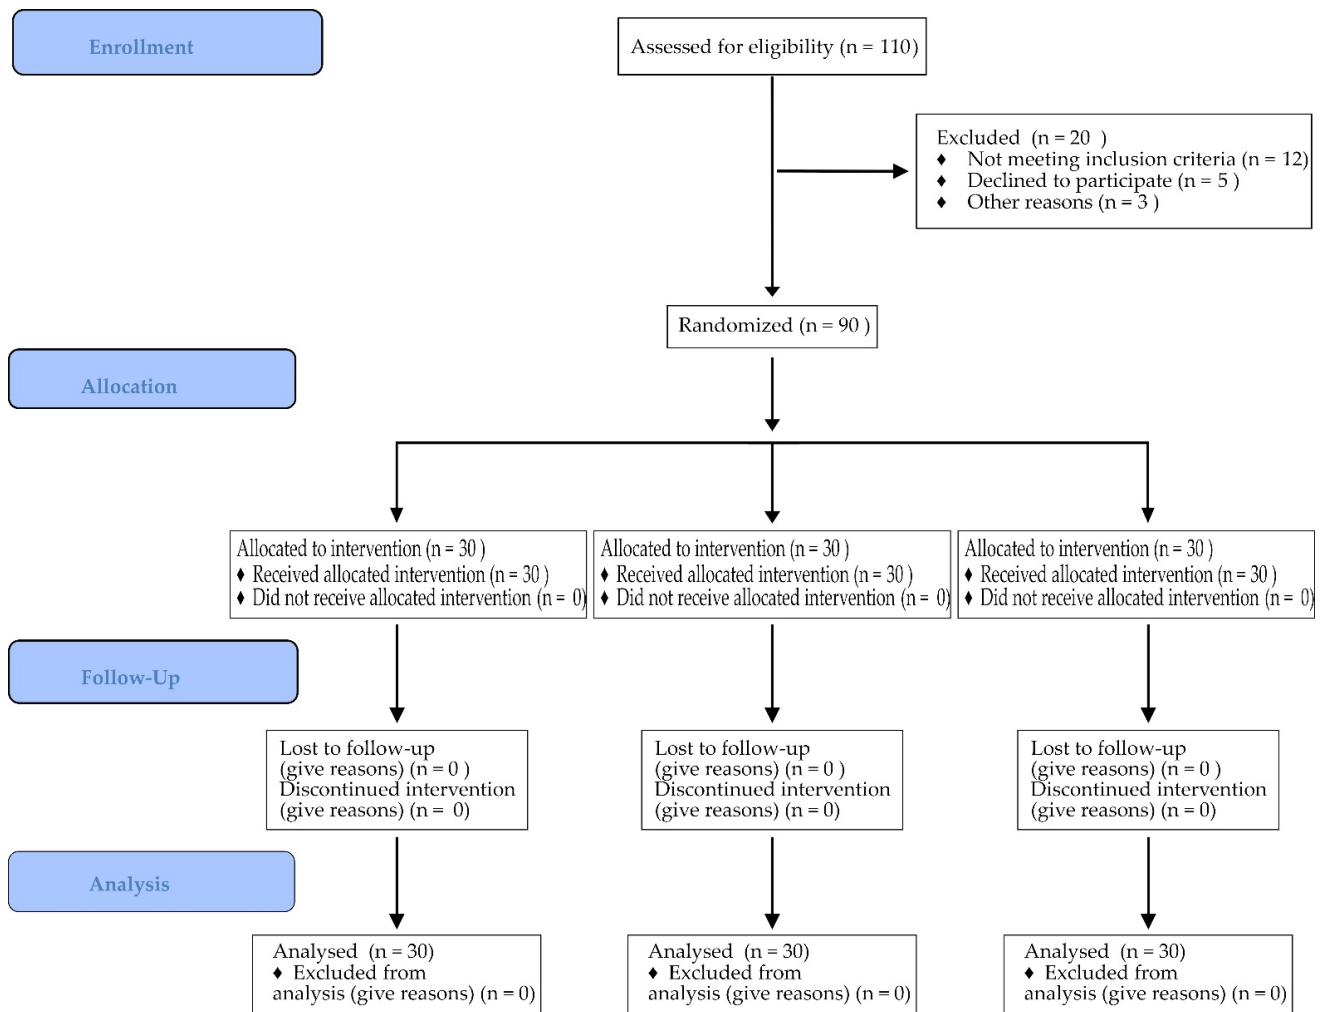 Enrollment
Assessed for eligibility (n = 110)
Excluded (n = 20 )
♦ Not meeting inclusion criteria (n = 12)
♦ Declined to participate (n = 5 )
♦ Other reasons (n = 3 )
Randomized (n = 90 )
Allocation
Allocated to intervention (n = 30 )
♦ Received allocated intervention (n = 30 )
♦ Did not receive allocated intervention (n = 0)
Allocated to intervention (n = 30 )
♦ Received allocated intervention (n = 30 )
♦ Did not receive allocated intervention (n = 0)
Allocated to intervention (n = 30 )
♦ Received allocated intervention (n = 30 )
♦ Did not receive allocated intervention (n = 0)
Follow-Up
Lost to follow-up
(give reasons) (n = 0 )
Discontinued intervention
(give reasons) (n = 0)
Lost to follow-up
(give reasons) (n = 0 )
Discontinued intervention
(give reasons) (n = 0)
Lost to follow-up
(give reasons) (n = 0 )
Discontinued intervention
(give reasons) (n = 0)
Analysis
Analysed (n = 30)
♦ Excluded from
analysis (give reasons) (n = 0)
Analysed (n = 30)
♦ Excluded from
analysis (give reasons) (n = 0)
Analysed (n = 30)
♦ Excluded from
analysis (give reasons) (n = 0)